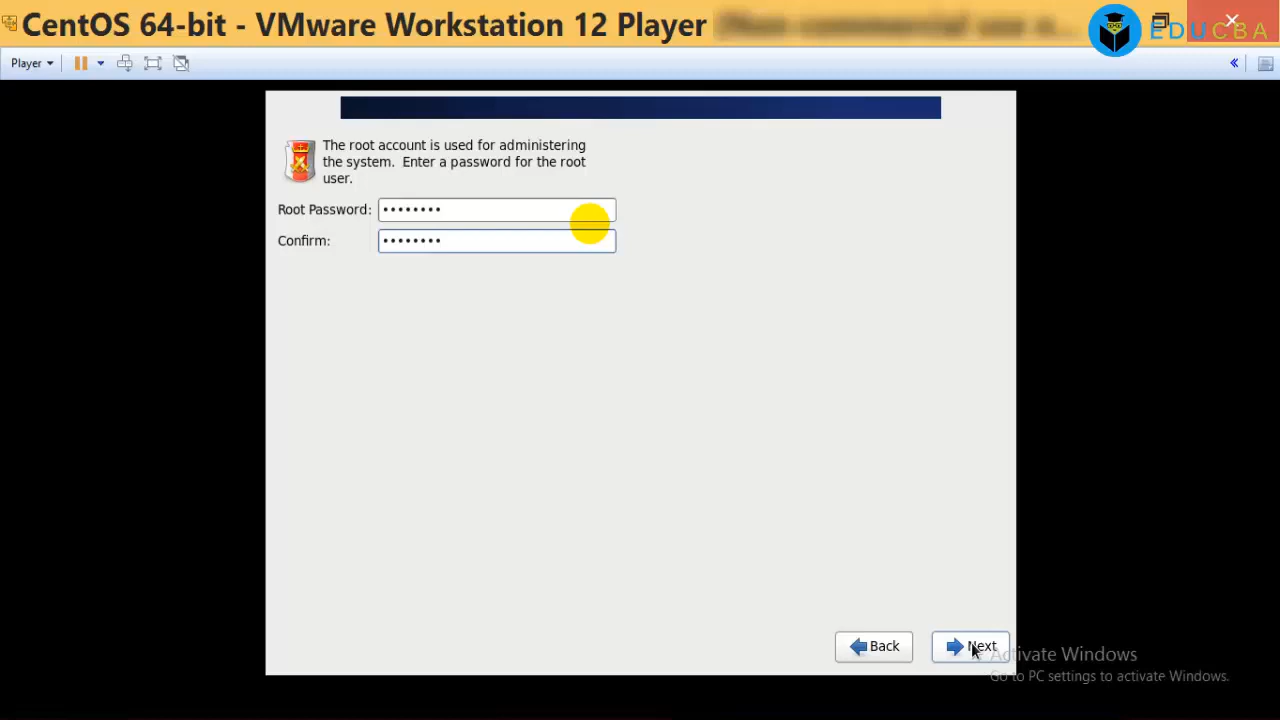 CentOS 64-bit - VMware Workstation 12 Player
EDUCBA
Player
The root account is used for administering
the system. Enter a password for the root
user.
Root Password: ••••••••
Confirm: ••••••••
Back
Next
Activate Windows
Go to PC settings to activate Windows.